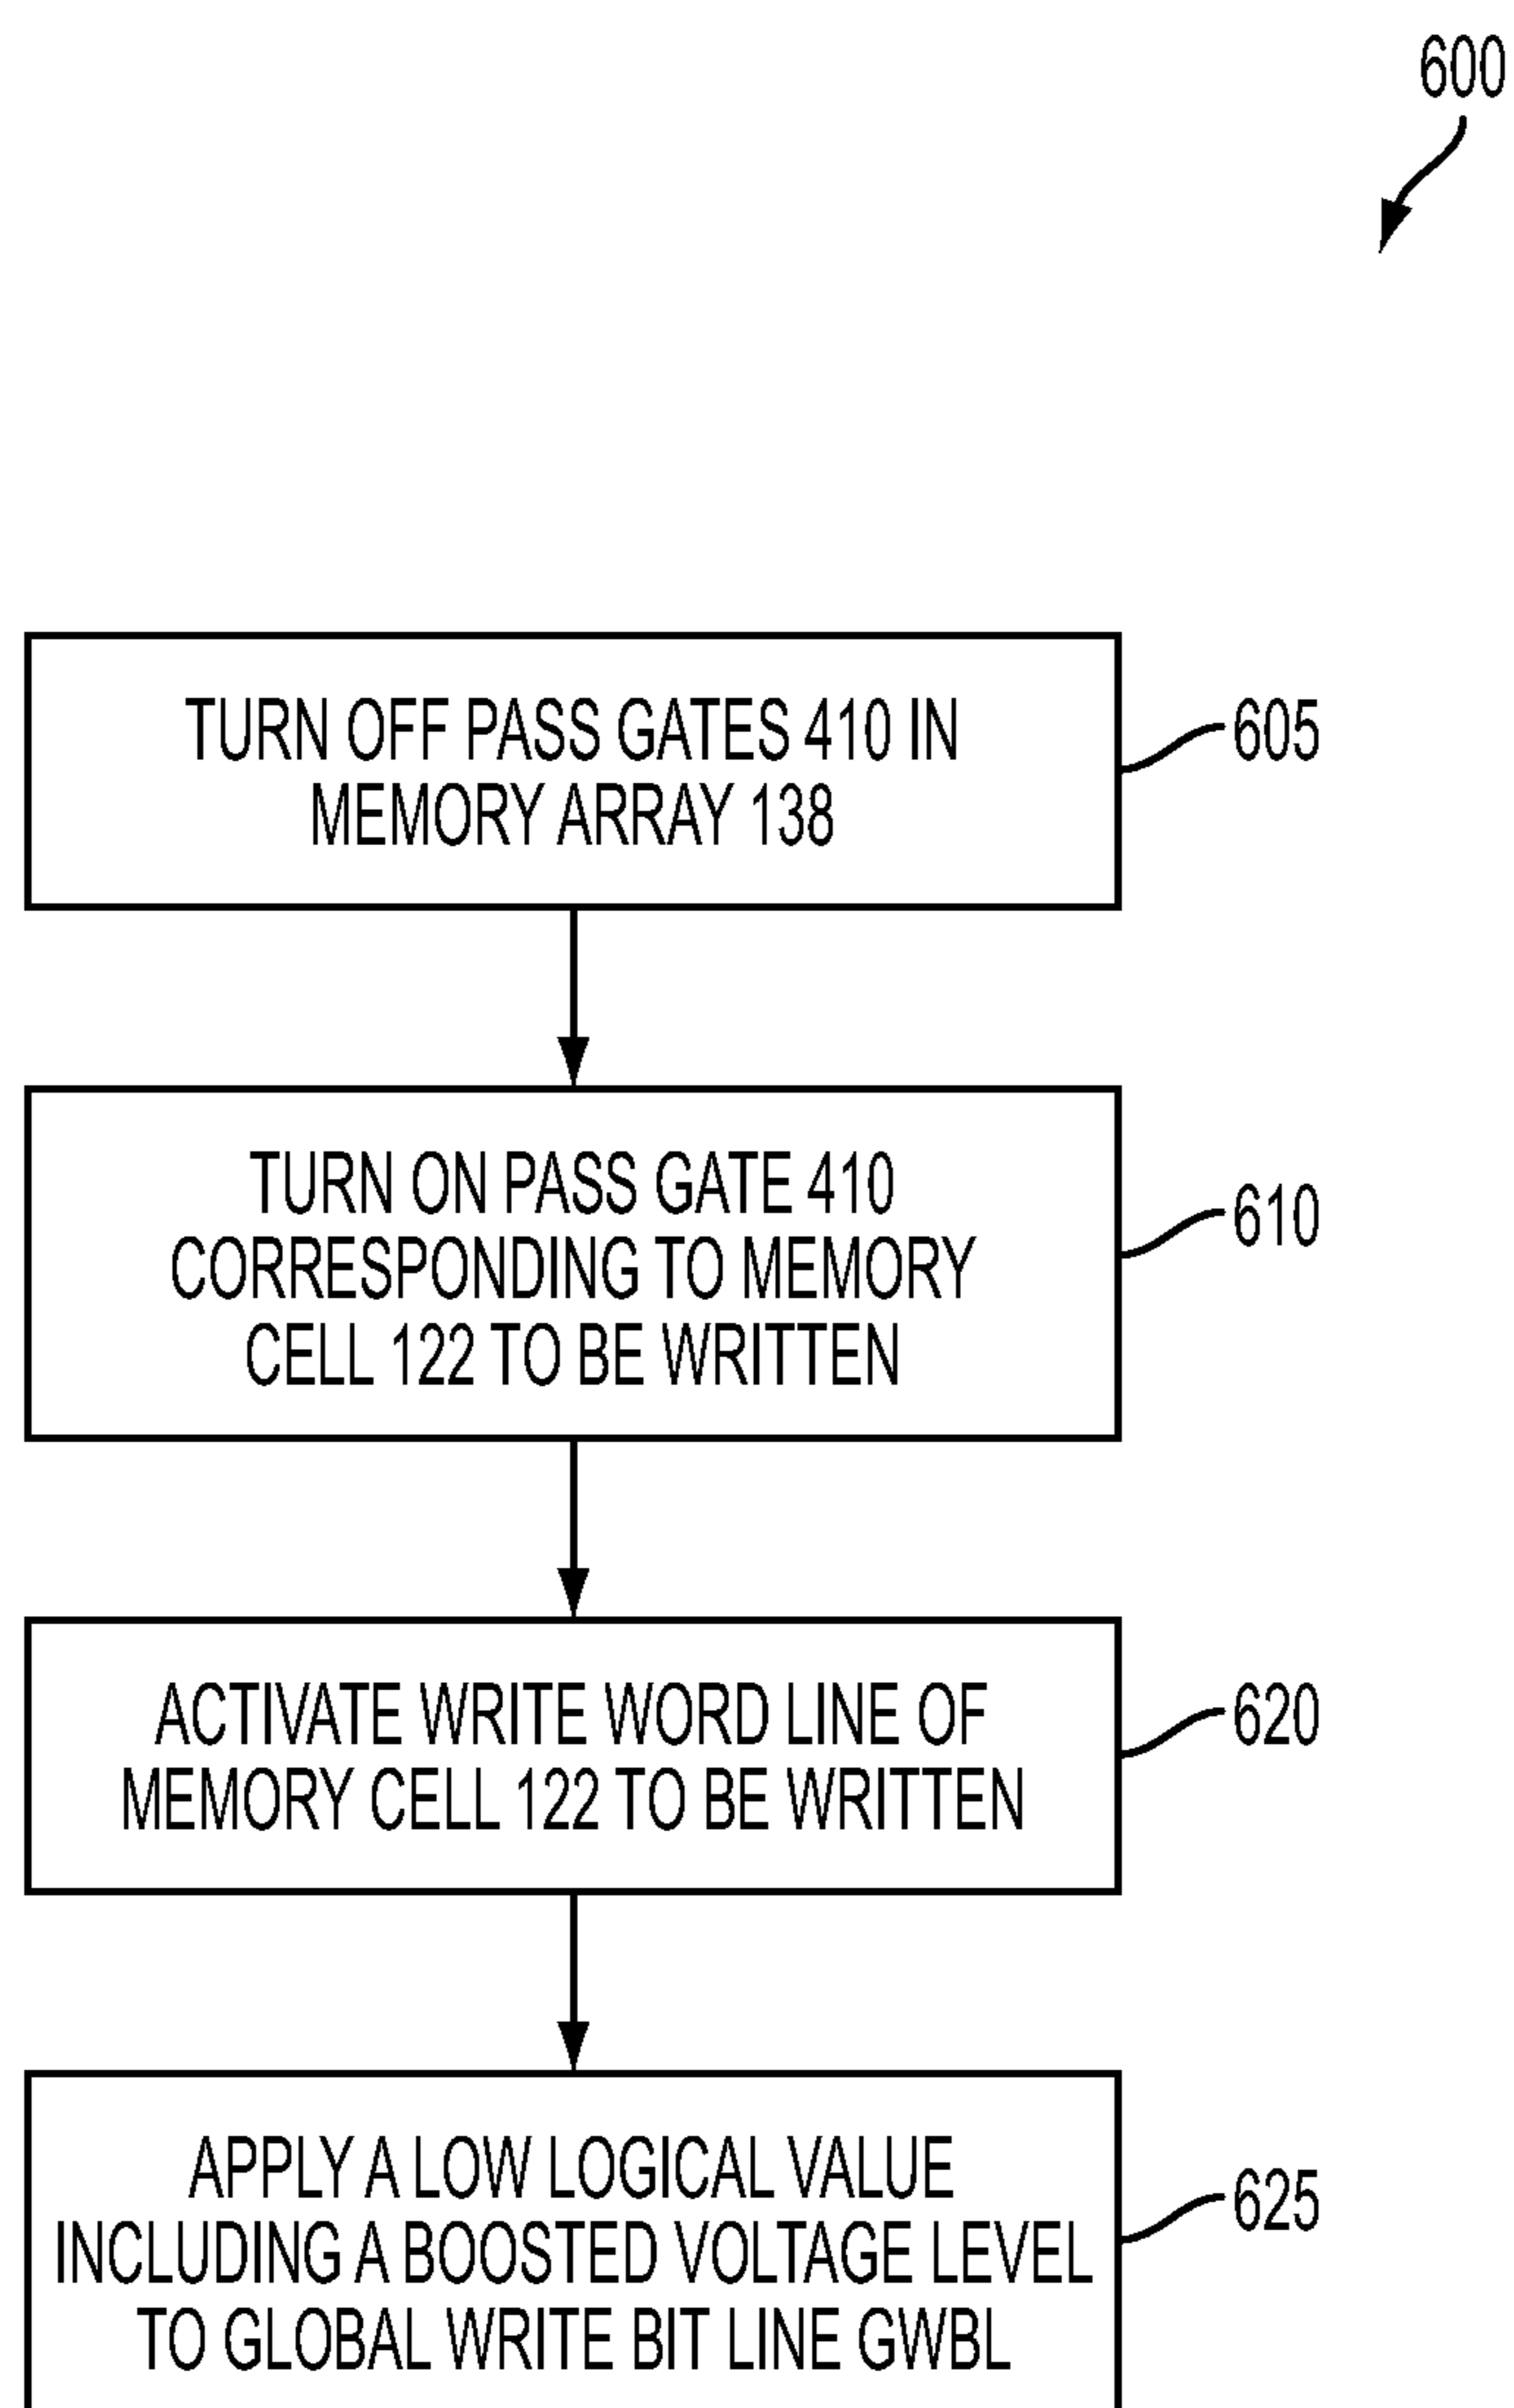 600
TURN OFF PASS GATES 410 IN
MEMORY ARRAY 138
605
TURN ON PASS GATE 410
CORRESPONDING TO MEMORY
CELL 122 TO BE WRITTEN
610
ACTIVATE WRITE WORD LINE OF
MEMORY CELL 122 TO BE WRITTEN
620
APPLY A LOW LOGICAL VALUE
INCLUDING A BOOSTED VOLTAGE LEVEL
TO GLOBAL WRITE BIT LINE GWBL
625